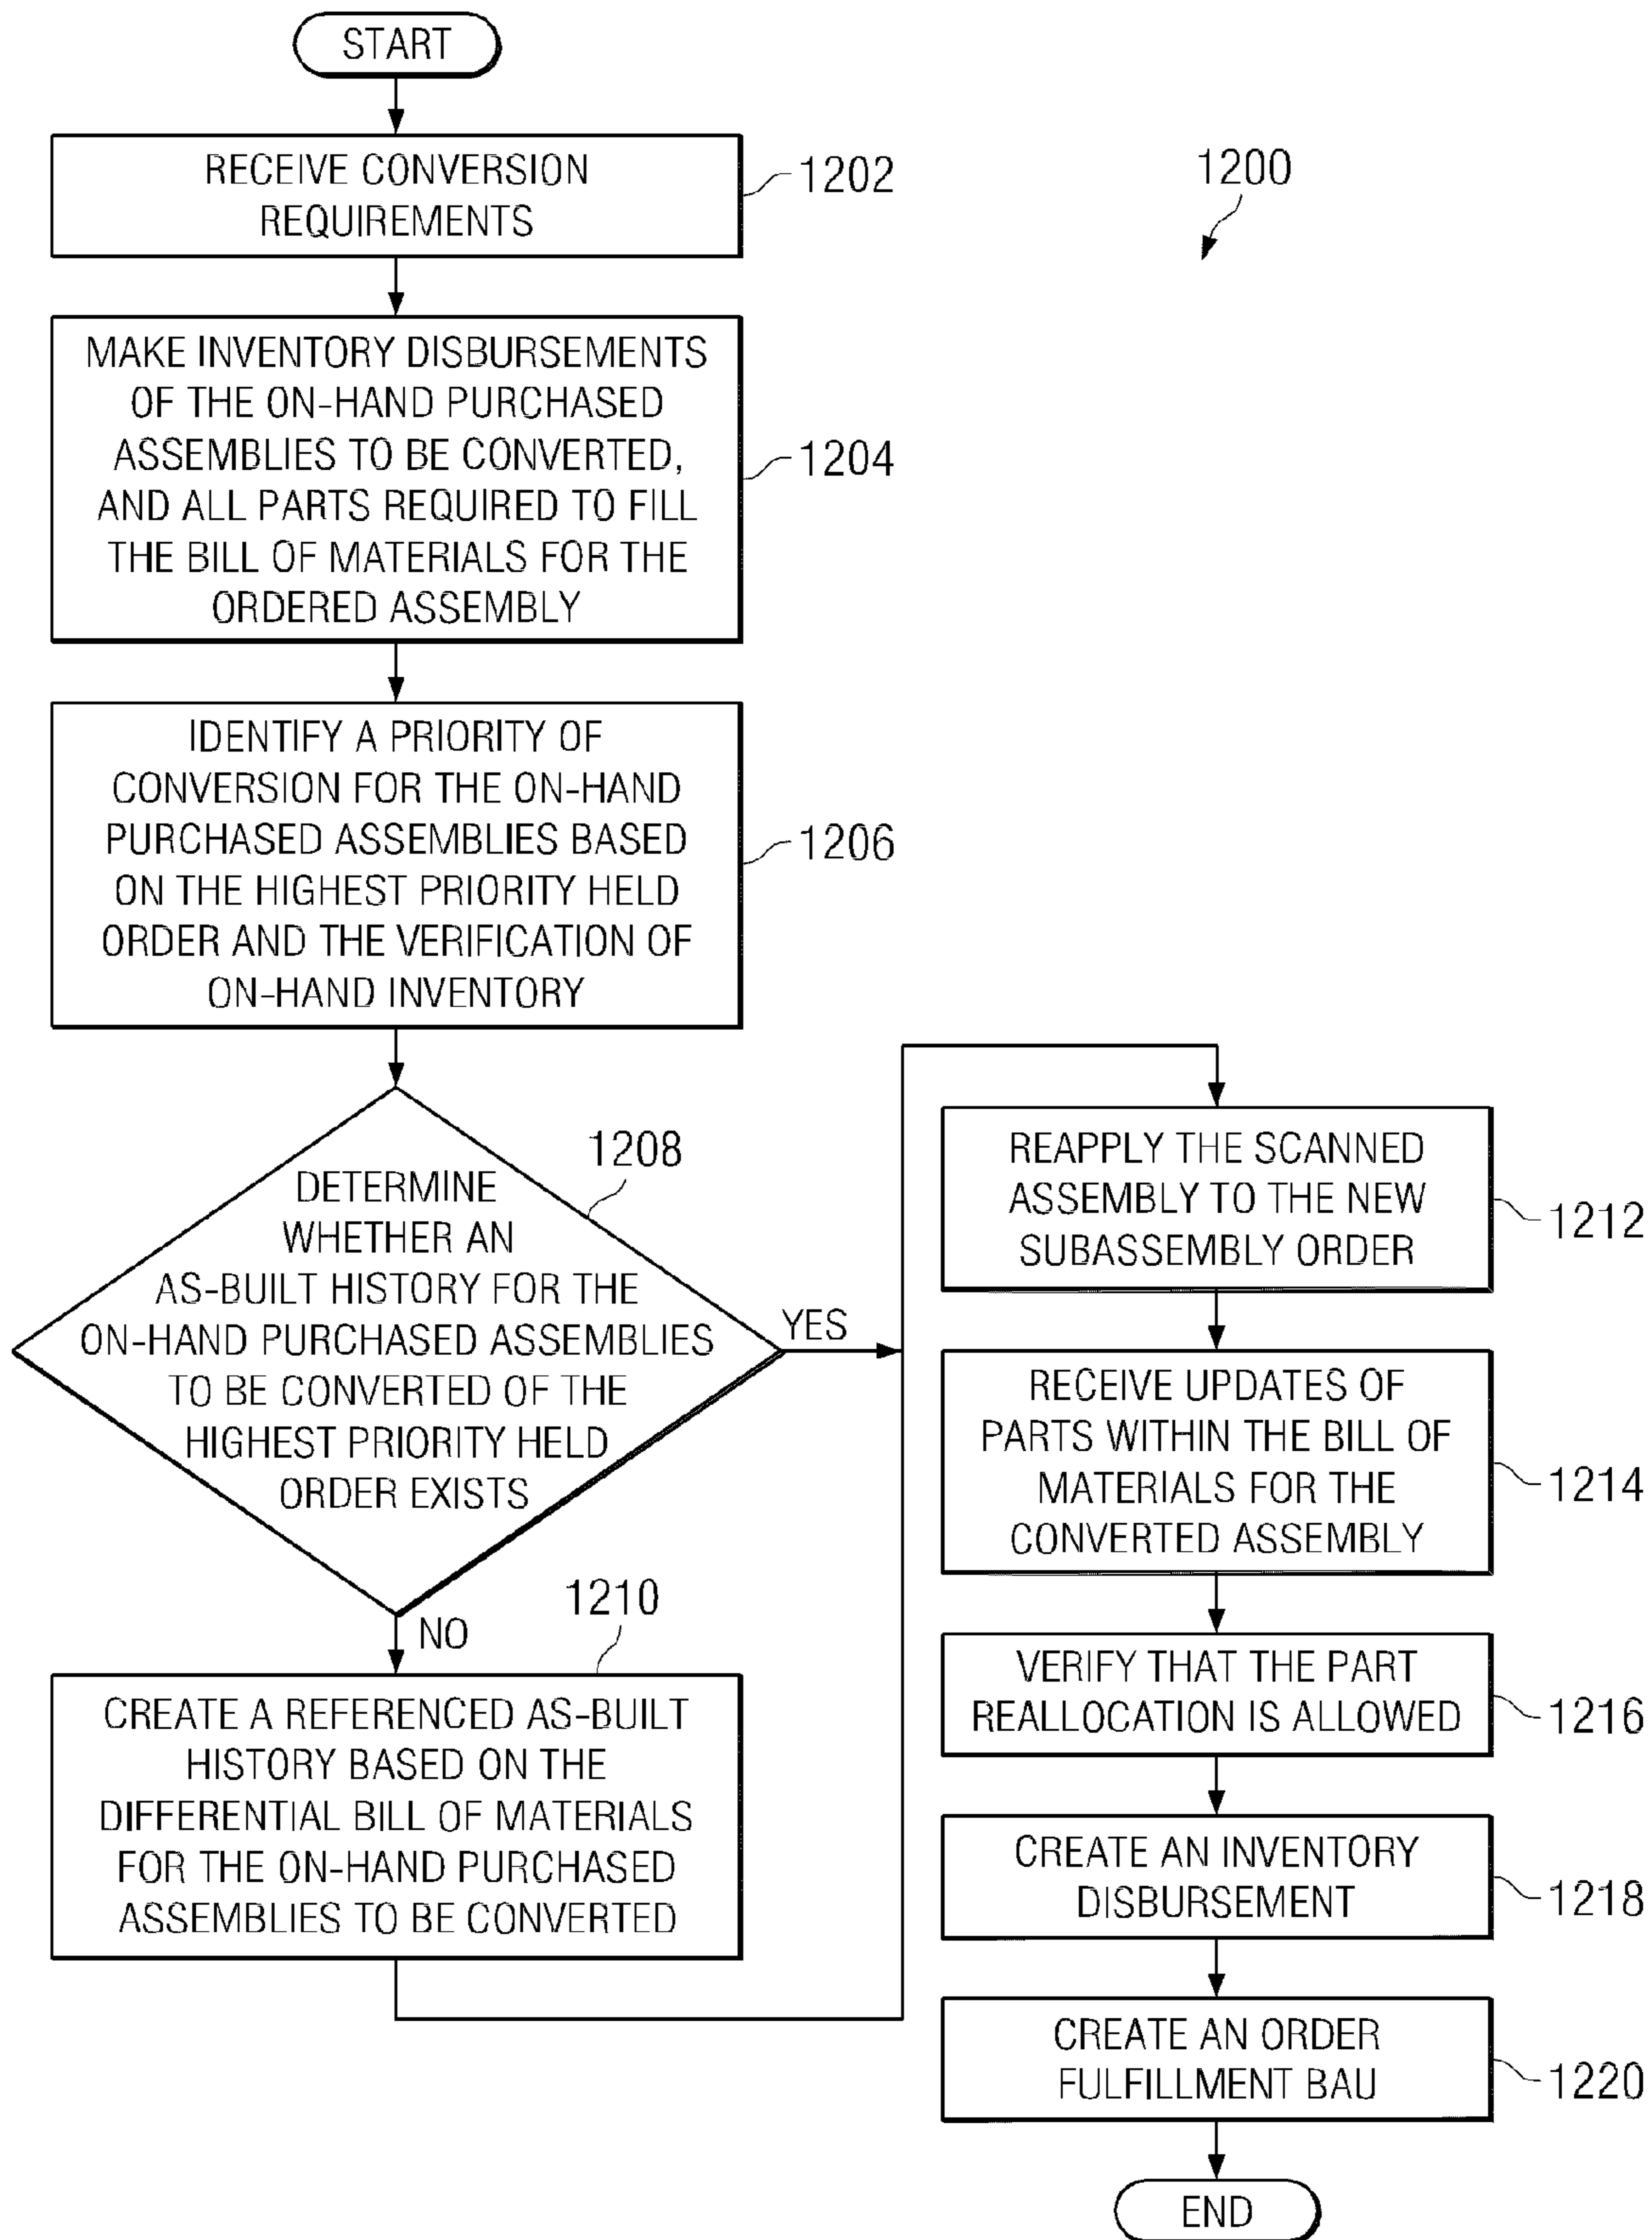 START
RECEIVE CONVERSION
REQUIREMENTS
1202
1200
MAKE INVENTORY DISBURSEMENTS
OF THE ON-HAND PURCHASED
ASSEMBLIES TO BE CONVERTED,
AND ALL PARTS REQUIRED TO FILL
THE BILL OF MATERIALS FOR THE
ORDERED ASSEMBLY
1204
IDENTIFY A PRIORITY OF
CONVERSION FOR THE ON-HAND
PURCHASED ASSEMBLIES BASED
ON THE HIGHEST PRIORITY HELD
ORDER AND THE VERIFICATION OF
ON-HAND INVENTORY
1206
DETERMINE
WHETHER AN
AS-BUILT HISTORY FOR THE
ON-HAND PURCHASED ASSEMBLIES
TO BE CONVERTED OF THE
HIGHEST PRIORITY HELD
ORDER EXISTS
1208
YES
NO
1210
CREATE A REFERENCED AS-BUILT
HISTORY BASED ON THE
DIFFERENTIAL BILL OF MATERIALS
FOR THE ON-HAND PURCHASED
ASSEMBLIES TO BE CONVERTED
REAPPLY THE SCANNED
ASSEMBLY TO THE NEW
SUBASSEMBLY ORDER
1212
RECEIVE UPDATES OF
PARTS WITHIN THE BILL OF
MATERIALS FOR THE
CONVERTED ASSEMBLY
1214
VERIFY THAT THE PART
REALLOCATION IS ALLOWED
1216
CREATE AN INVENTORY
DISBURSEMENT
1218
CREATE AN ORDER
FULFILLMENT BAU
1220
END